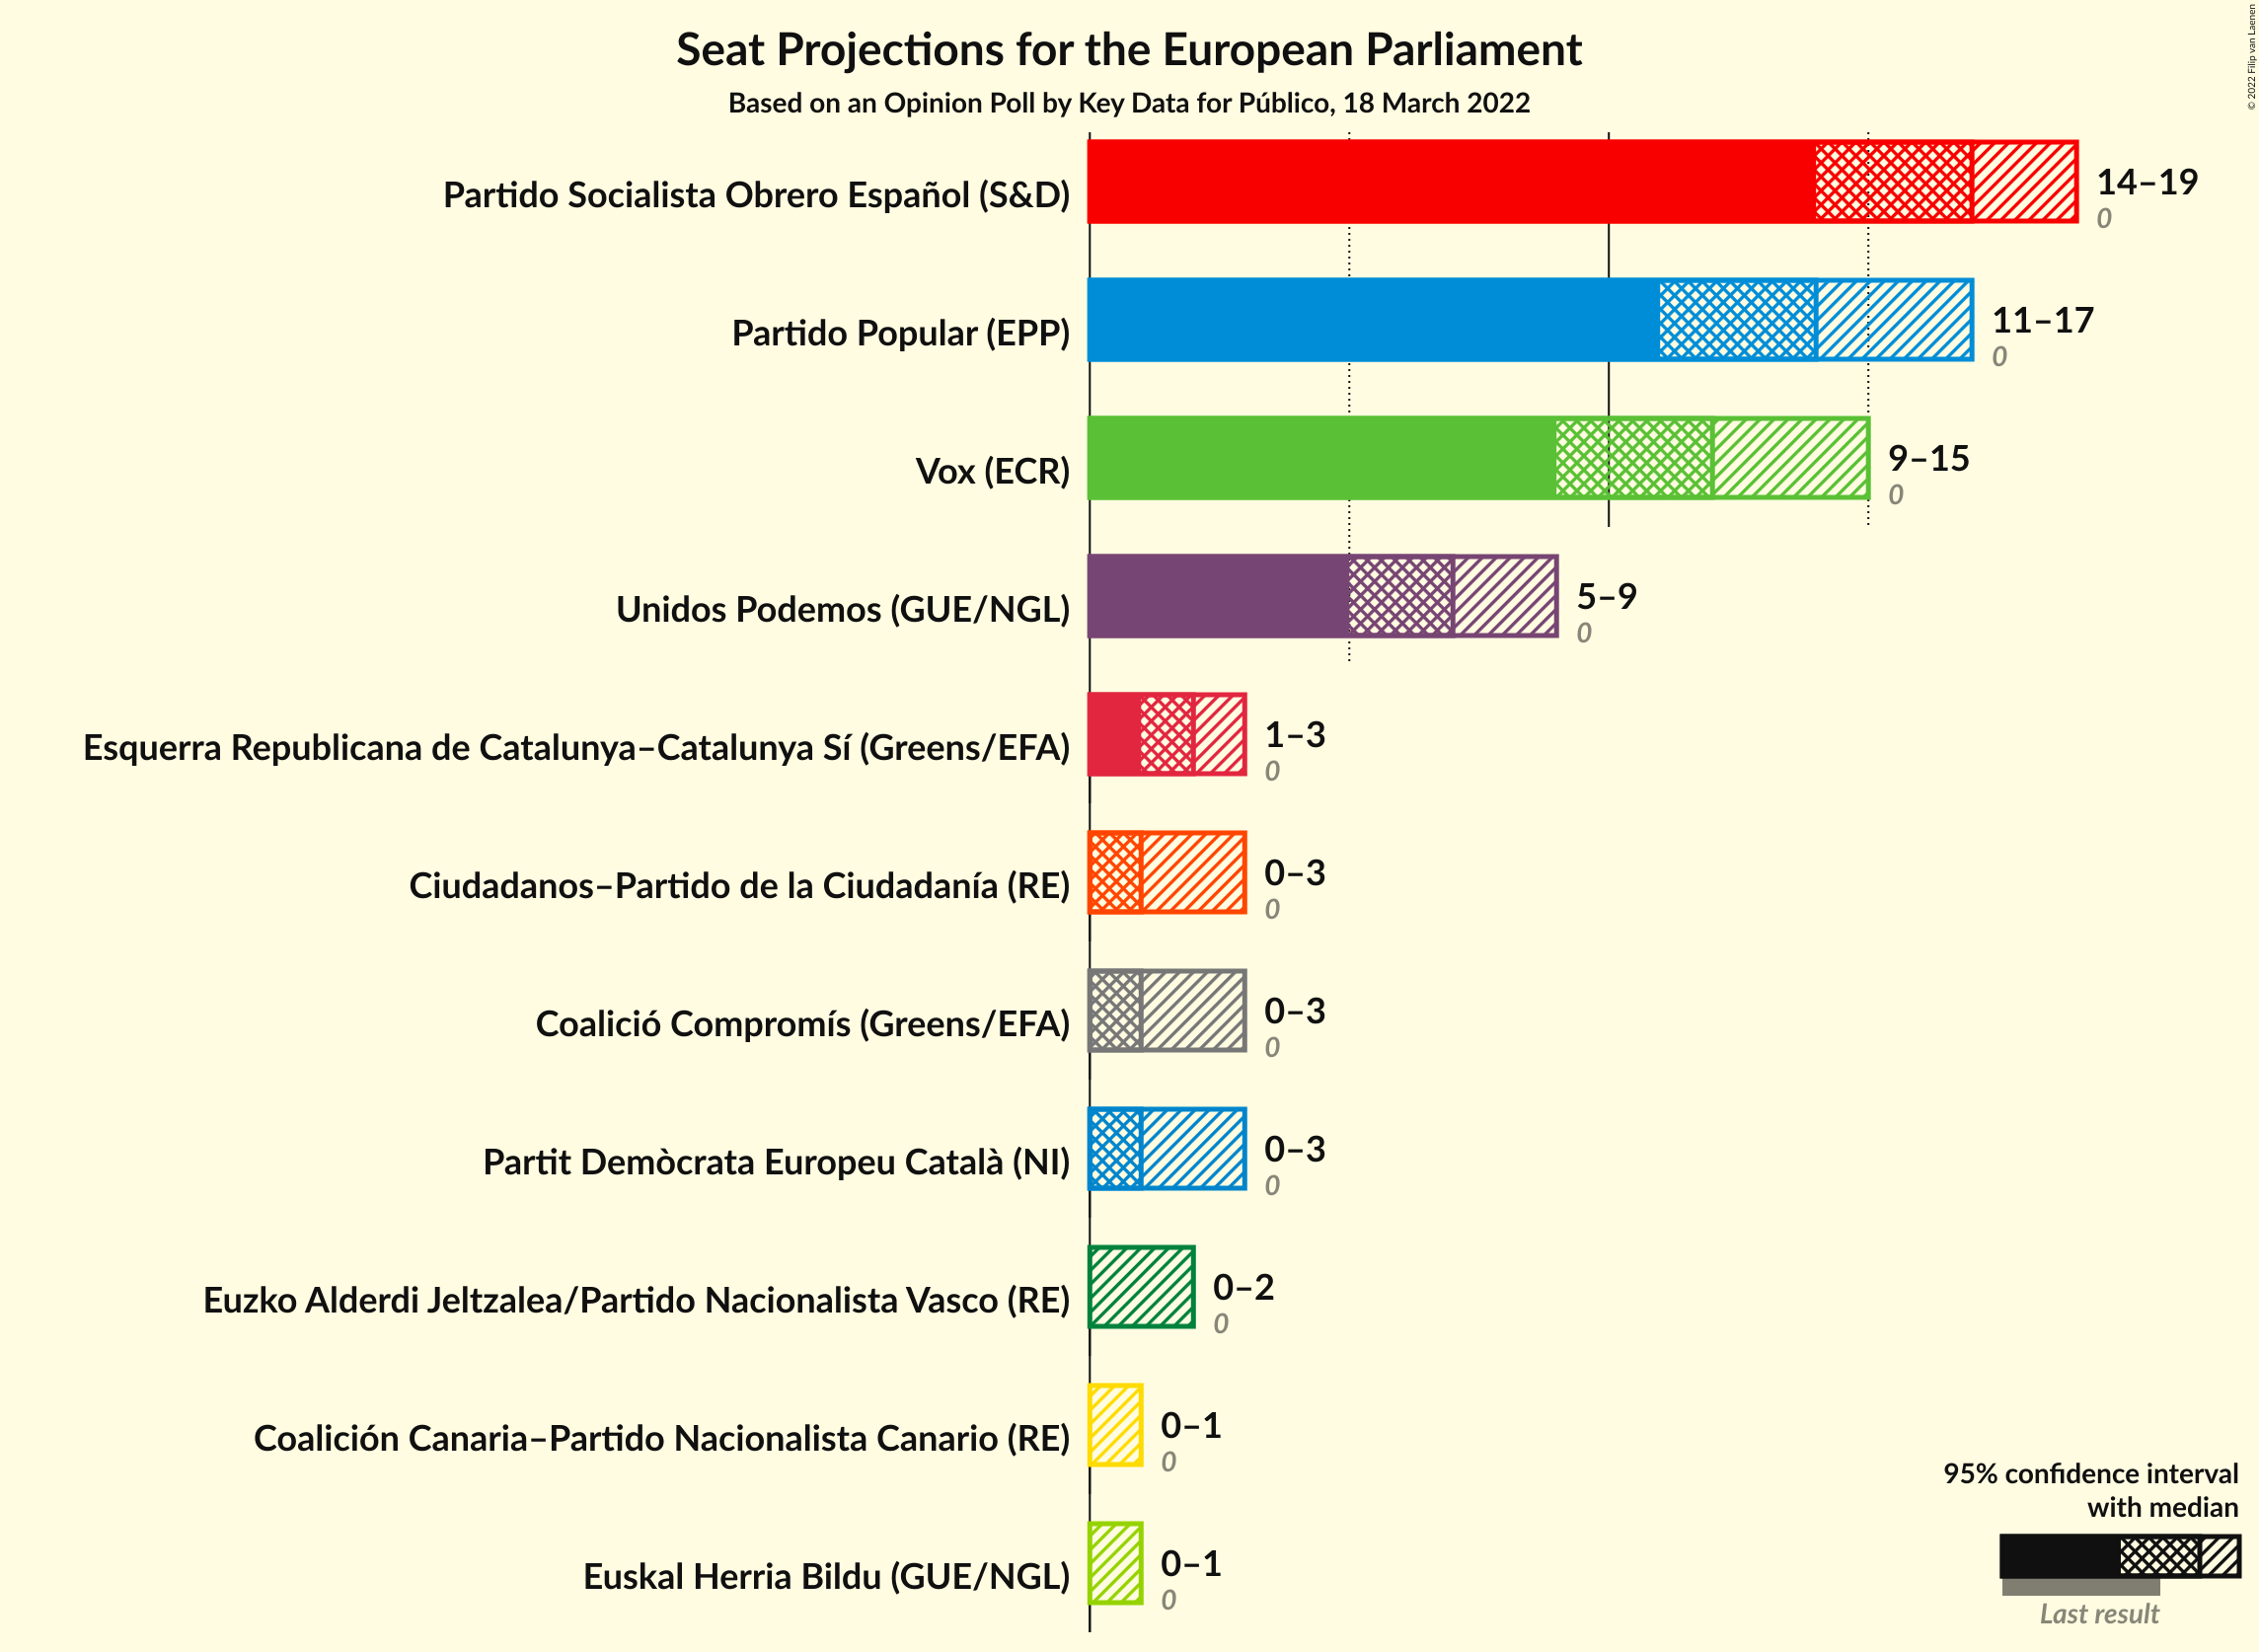 Seat Projections for the European Parliament
Based on an Opinion Poll by Key Data for Público, 18 March 2022
© 2022 Filip van Laenen
Partido Socialista Obrero Español (S&D)
14–19
0
Partido Popular (EPP)
11–17
0
Vox (ECR)
9–15
0
Unidos Podemos (GUE/NGL)
5–9
0
Esquerra Republicana de Catalunya–Catalunya Sí (Greens/EFA)
1–3
0
Ciudadanos–Partido de la Ciudadanía (RE)
0–3
0
Coalició Compromís (Greens/EFA)
0–3
0
Partit Demòcrata Europeu Català (NI)
0–3
0
Euzko Alderdi Jeltzalea/Partido Nacionalista Vasco (RE)
0–2
0
Coalición Canaria–Partido Nacionalista Canario (RE)
0–1
0
Euskal Herria Bildu (GUE/NGL)
0–1
0
95% confidence interval
with median
Last result